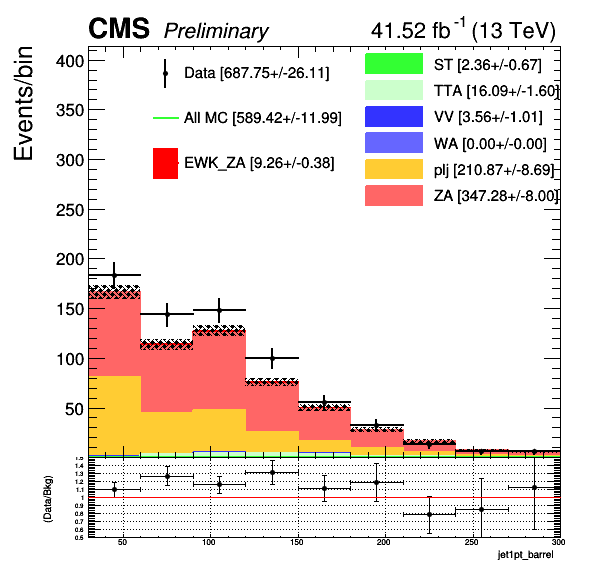 CMS Preliminary 41.52 fb⁻¹ (13 TeV)
Events/bin
400
350
300
250
200
150
100
50
Data [687.75+/-26.11]
All MC [589.42+/-11.99]
EWK_ZA [9.26+/-0.38]
ST [2.36+/-0.67]
TTA [16.09+/-1.60]
VV [3.56+/-1.01]
WA [0.00+/-0.00]
plj [210.87+/-8.69]
ZA [347.28+/-8.00]
(Data/Bkg)
1.5
1.4
1.3
1.2
1.1
1
0.9
0.8
0.7
0.6
0.5
50 100 150 200 250 300
jet1pt_barrel